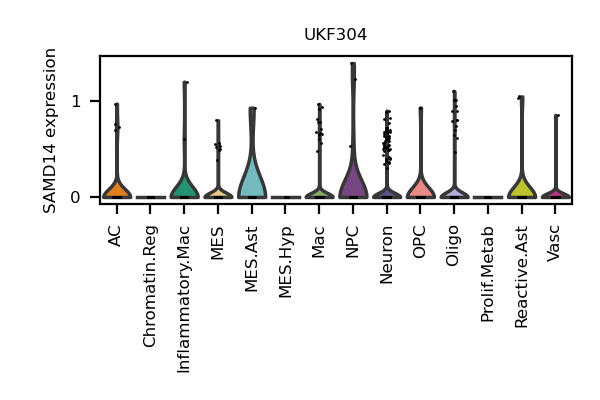 UKF304
SAMD14 expression
1
0
AC
Chromatin.Reg
Inflammatory.Mac
MES
MES.Ast
MES.Hyp
Mac
NPC
Neuron
OPC
Oligo
Prolif.Metab
Reactive.Ast
Vasc